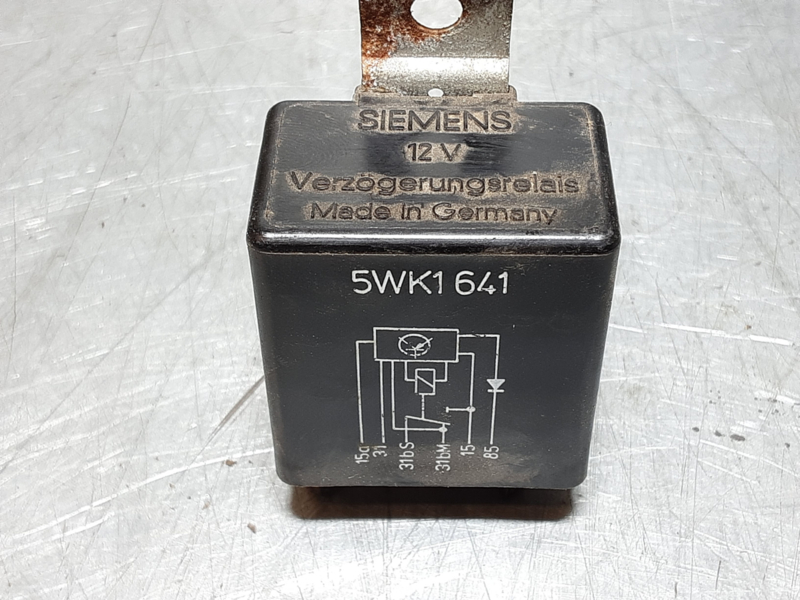 SIEMENS
12 V
Verzögerungsrelais
Made in Germany
5WK1 641
15a 31 31bS 31bM 15 85